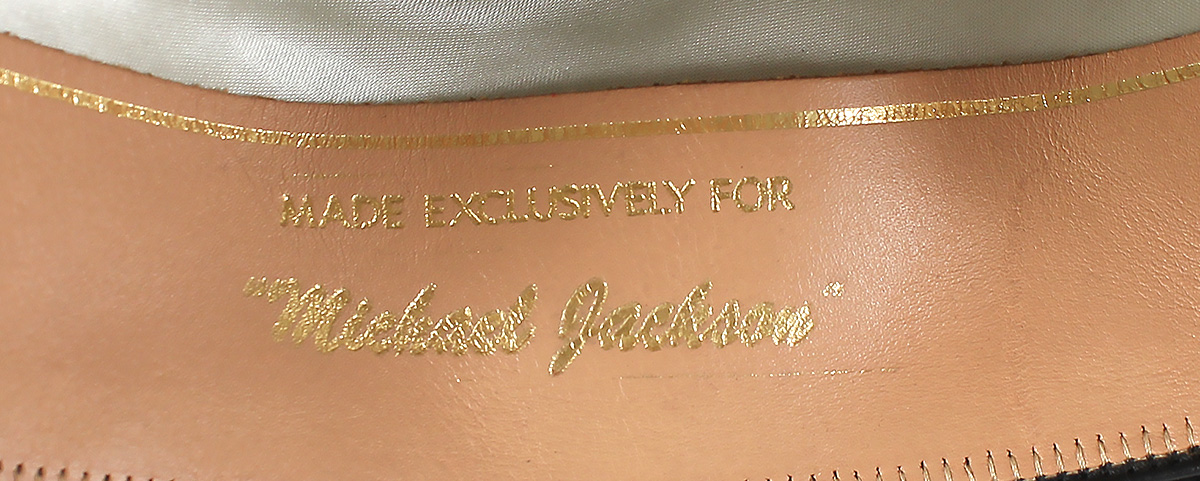 MADE EXCLUSIVELY FOR
"Michael Jackson"